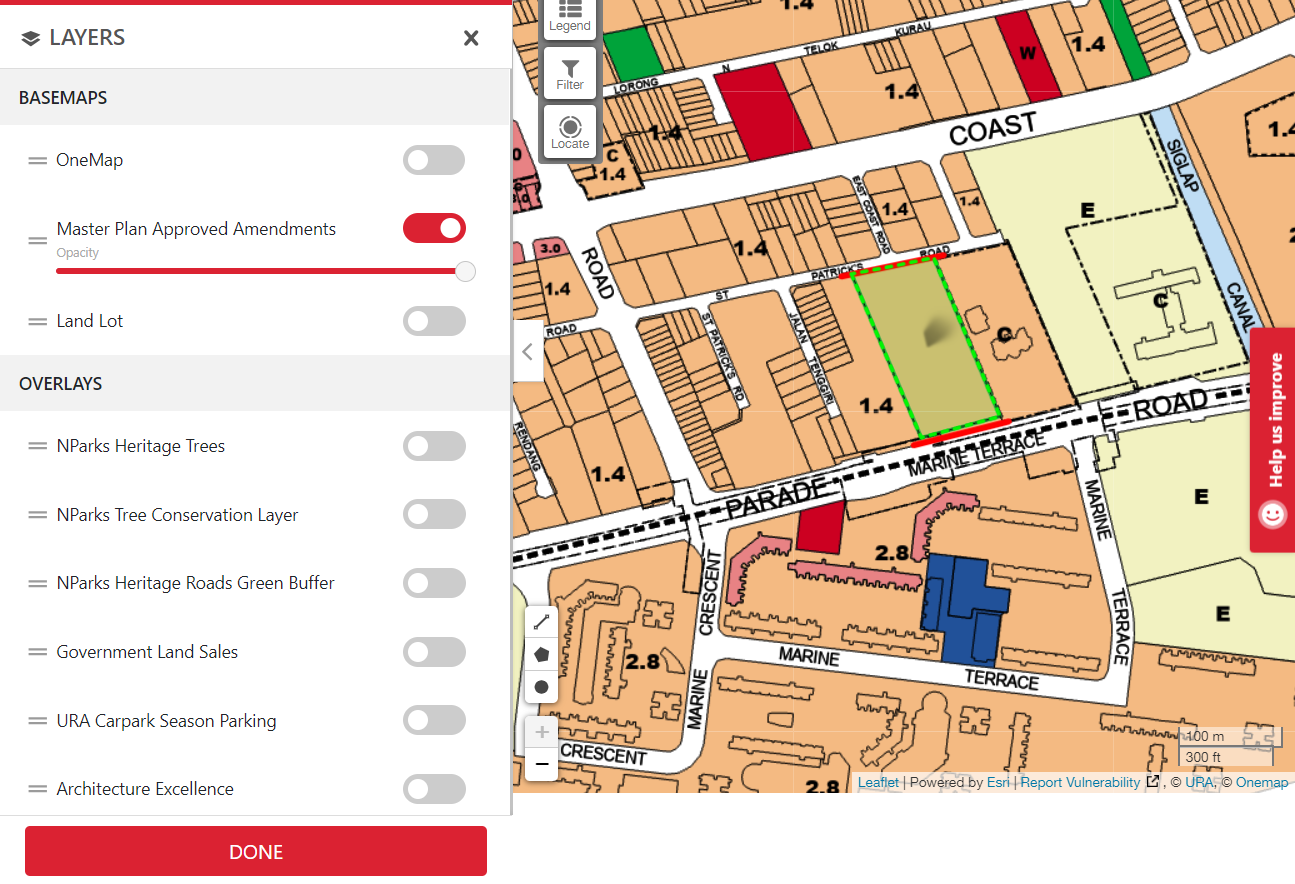 LAYERS
BASEMAPS
OneMap
Master Plan Approved Amendments
Opacity
Land Lot
OVERLAYS
NParks Heritage Trees
NParks Tree Conservation Layer
NParks Heritage Roads Green Buffer
Government Land Sales
URA Carpark Season Parking
Architecture Excellence
DONE
Legend
Filter
Locate
1.4
KURAU
TELOK
N
LORONG
W
1.4
1.4
1.4
COAST
C
1.4
SIGLAP
CANAL
1.4
EAST COAST ROAD
1.4
1.4
E
1.4
3.0
ROAD
PATRICK'S
ROAD
ST
1.4
ROAD
ST PATRICK'S RD
JALAN TENGGIRI
C
C
1.4
ROAD
MARINE TERRACE
PARADE
RENDANG
1.4
E
MARINE
TERRACE
2.8
CRESCENT
MARINE
E
2.8
MARINE
TERRACE
CRESCENT
2.8
Help us improve
100 m
300 ft
Leaflet | Powered by Esri | Report Vulnerability , © URA, © Onemap